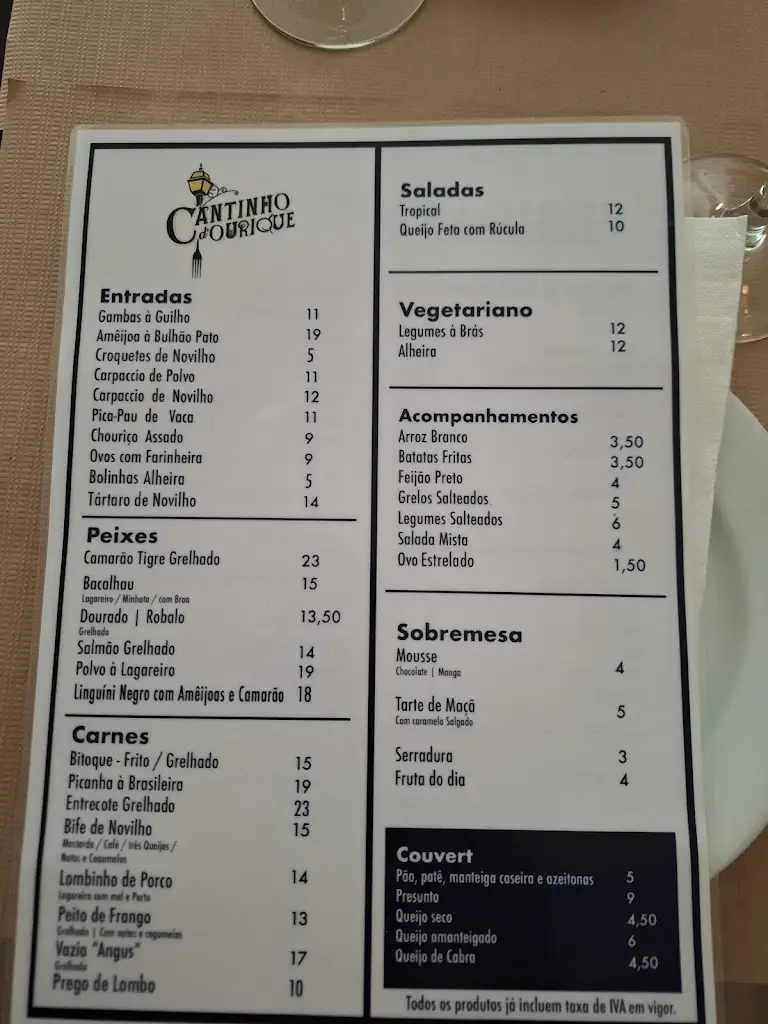 CANTINHO
d'OURIQUE
Entradas
Gambas à Guilho 11
Amêijoa à Bulhão Pato 19
Croquetes de Novilho 5
Carpaccio de Polvo 11
Carpaccio de Novilho 12
Pica-Pau de Vaca 11
Chouriço Assado 9
Ovos com Farinheira 9
Bolinhas Alheira 5
Tártaro de Novilho 14
Peixes
Camarão Tigre Grelhado 23
Bacalhau 15
Lagareiro / Minhota / com Broa
Dourado | Robalo 13,50
Grelhado
Salmão Grelhado 14
Polvo à Lagareiro 19
Linguíni Negro com Amêijoas e Camarão 18
Carnes
Bitoque - Frito / Grelhado 15
Picanha à Brasileira 19
Entrecote Grelhado 23
Bife de Novilho 15
Mostarda / Café / três Queijos /
Natas e Cogumelos
Lombinho de Porco 14
Lagareiro com mel e Porto
Peito de Frango 13
Grelhado | Com natas e cogumelos
Vazia "Angus" 17
Grelhado
Prego de Lombo 10
Saladas
Tropical 12
Queijo Feta com Rúcula 10
Vegetariano
Legumes à Brás 12
Alheira 12
Acompanhamentos
Arroz Branco 3,50
Batatas Fritas 3,50
Feijão Preto 4
Grelos Salteados 5
Legumes Salteados 6
Salada Mista 4
Ovo Estrelado 1,50
Sobremesa
Mousse 4
Chocolate | Manga
Tarte de Maçã 5
Com caramelo Salgado
Serradura 3
Fruta do dia 4
Couvert
Pão, patê, manteiga caseira e azeitonas 5
Presunto 9
Queijo seco 4,50
Queijo amanteigado 6
Queijo de Cabra 4,50
Todos os produtos já incluem taxa de IVA em vigor.